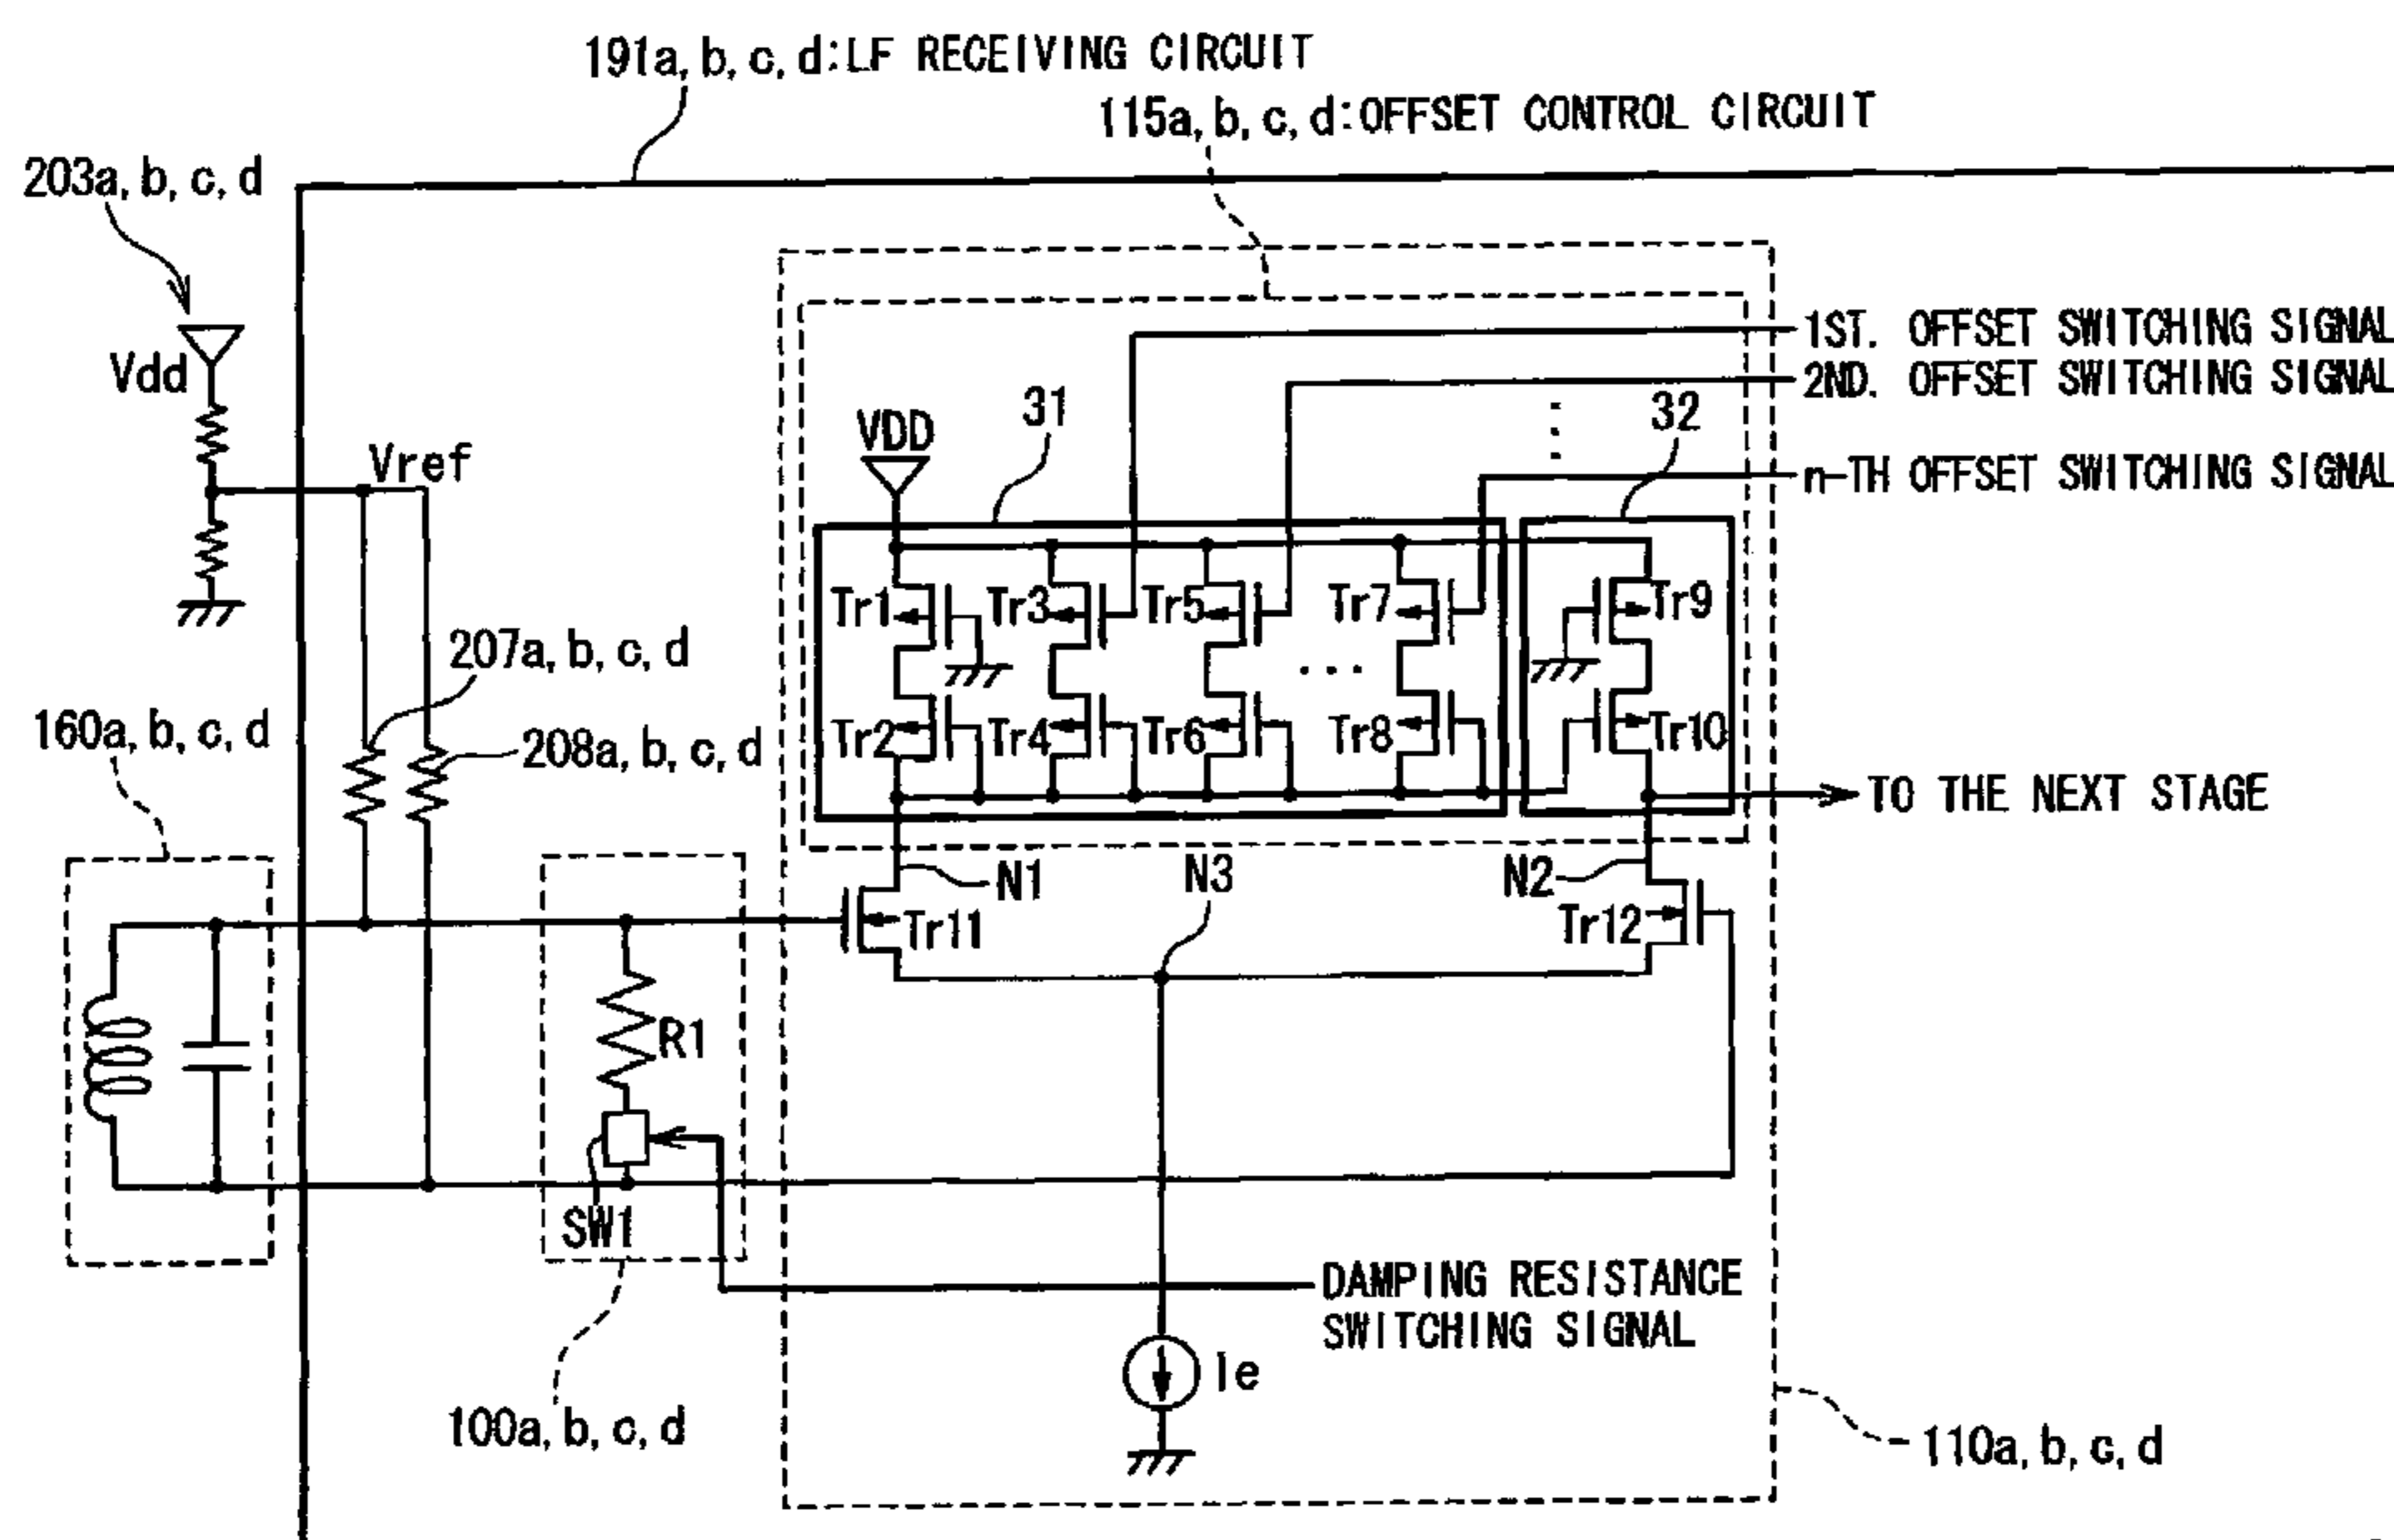 191a, b, c, d:LF RECEIVING CIRCUIT
115a, b, c, d:OFFSET CONTROL CIRCUIT
203a, b, c, d
Vdd
Vref
VDD
31
32
1ST. OFFSET SWITCHING SIGNAL
2ND. OFFSET SWITCHING SIGNAL
n-TH OFFSET SWITCHING SIGNAL
Tr1
Tr3
Tr5
Tr7
Tr9
Tr2
Tr4
Tr6
Tr8
Tr10
207a, b, c, d
208a, b, c, d
160a, b, c, d
TO THE NEXT STAGE
N1
N3
N2
Tr11
Tr12
R1
SW1
DAMPING RESISTANCE
SWITCHING SIGNAL
Ie
100a, b, c, d
110a, b, c, d